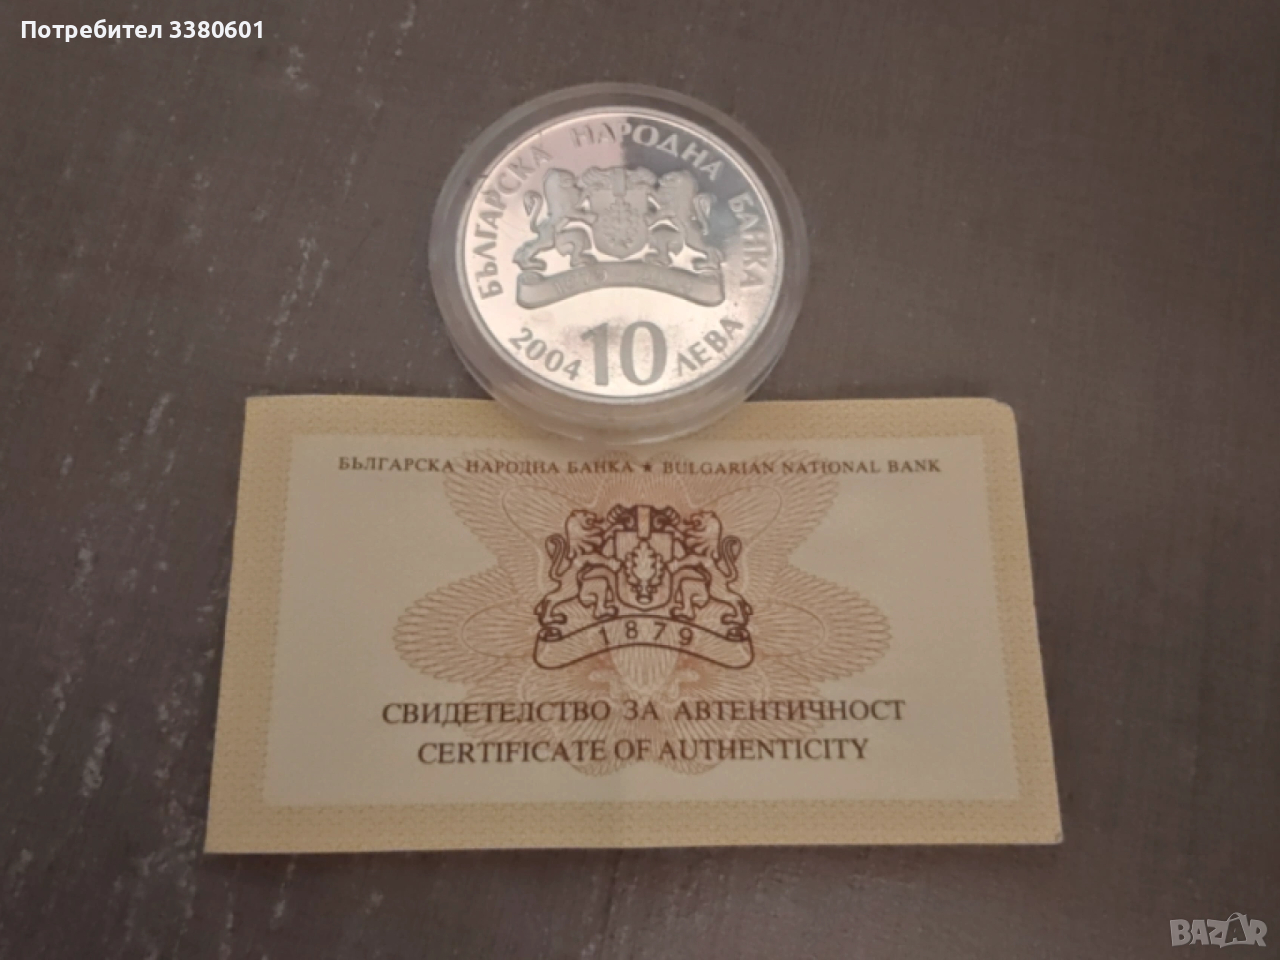 Потребител 3380601
БЪЛГАРСКА НАРОДНА БАНКА
2004 10 ЛЕВА
БЪЛГАРСКА НАРОДНА БАНКА ★ BULGARIAN NATIONAL BANK
1879
СВИДЕТЕЛСТВО ЗА АВТЕНТИЧНОСТ
CERTIFICATE OF AUTHENTICITY
BAZAR